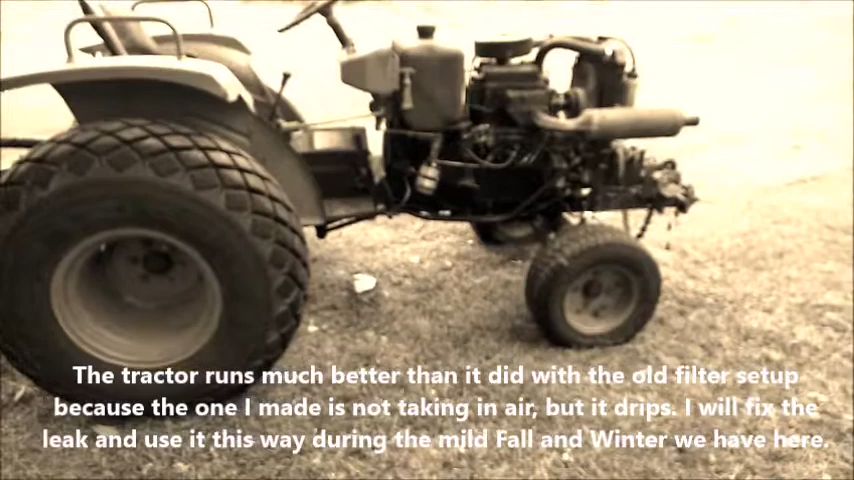 The tractor runs much better than it did with the old filter setup
because the one I made is not taking in air, but it drips. I will fix the
leak and use it this way during the mild Fall and Winter we have here.